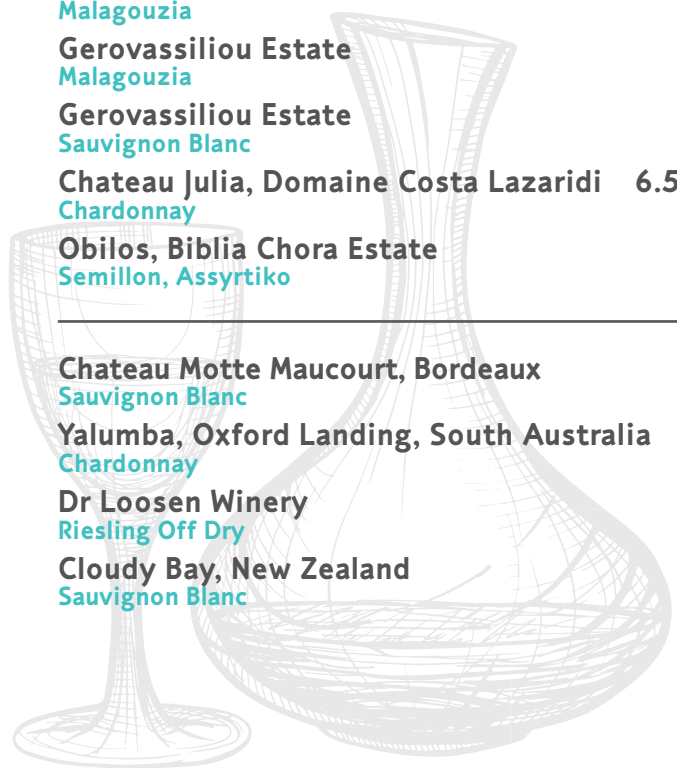 Malagouzia
Gerovassiliou Estate
Malagouzia
Gerovassiliou Estate
Sauvignon Blanc
Chateau Julia, Domaine Costa Lazaridi 6.5
Chardonnay
Obilos, Biblia Chora Estate
Semillon, Assyrtiko
Chateau Motte Maucourt, Bordeaux
Sauvignon Blanc
Yalumba, Oxford Landing, South Australia
Chardonnay
Dr Loosen Winery
Riesling Off Dry
Cloudy Bay, New Zealand
Sauvignon Blanc